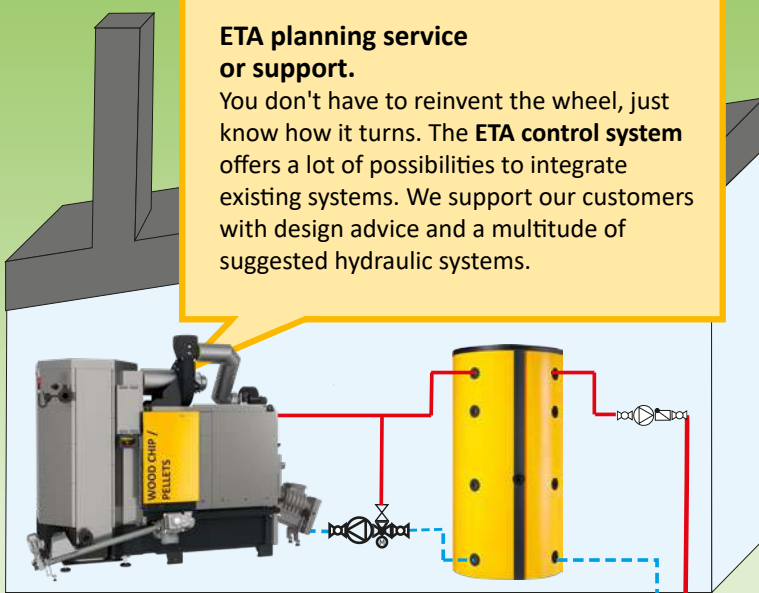 ETA planning service
or support.
You don't have to reinvent the wheel, just
know how it turns. The ETA control system
offers a lot of possibilities to integrate
existing systems. We support our customers
with design advice and a multitude of
suggested hydraulic systems.
WOOD CHIP /
PELLETS